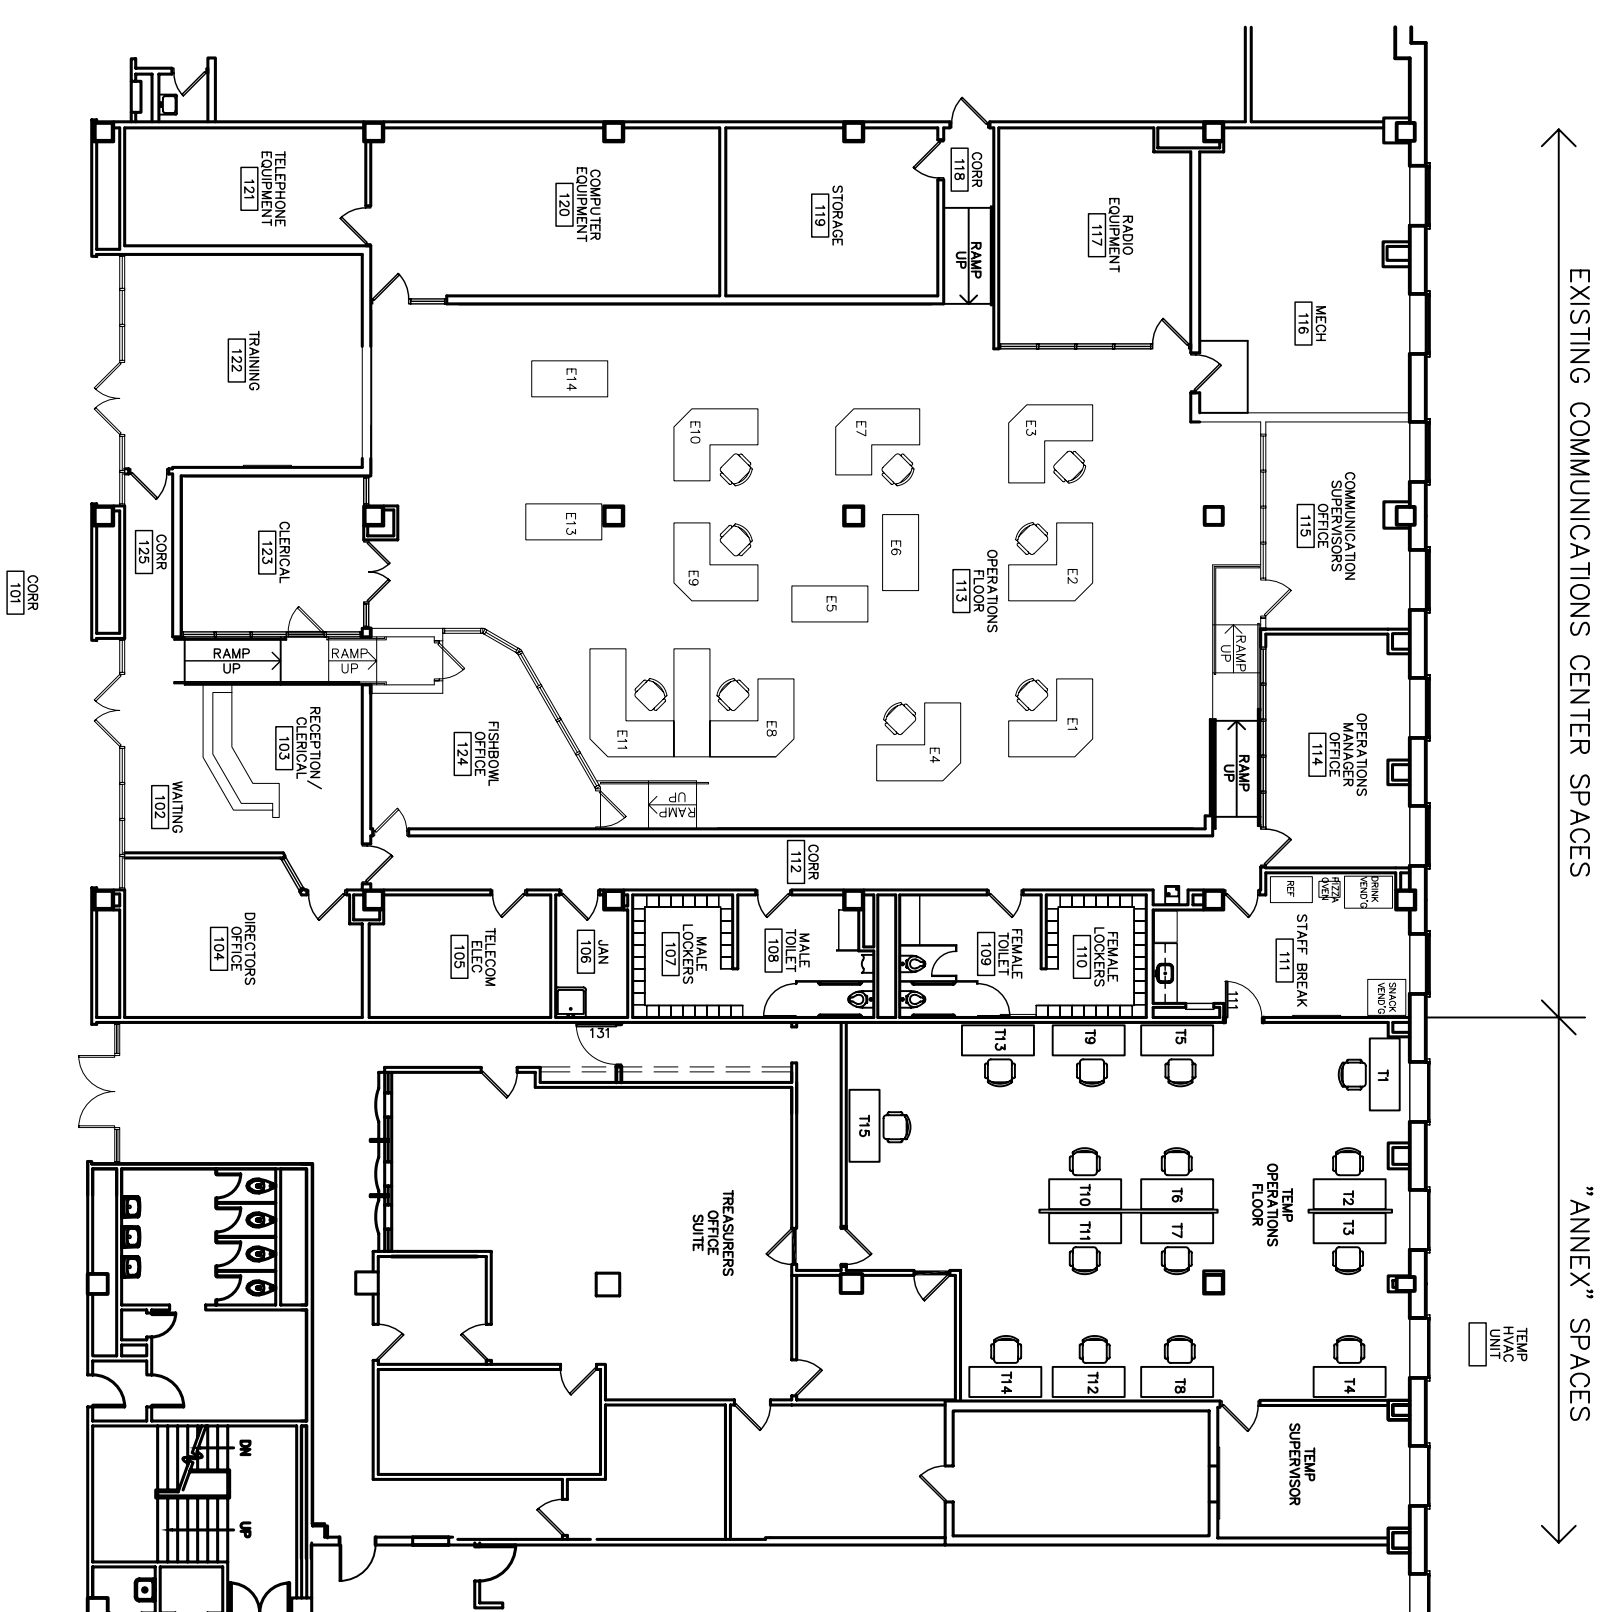 EXISTING COMMUNICATIONS CENTER SPACES
"ANNEX" SPACES
TELEPHONE
EQUIPMENT
121
COMPUTER
EQUIPMENT
120
STORAGE
119
CORR
118
RAMP
UP
RADIO
EQUIPMENT
117
MECH
116
TRAINING
122
E14
E10
E7
E3
COMMUNICATION
SUPERVISORS
OFFICE
115
CORR
101
CORR
125
CLERICAL
123
E13
E9
E6
E5
OPERATIONS
FLOOR
113
E2
RAMP
UP
RAMP
UP
RAMP
UP
RAMP
UP
OPERATIONS
MANAGER
OFFICE
114
RECEPTION/
CLERICAL
103
WAITING
102
FISHBOWL
OFFICE
124
E11
E8
E4
E1
RAMP
UP
CORR
112
DIRECTORS
OFFICE
104
TELECOM
ELEC
105
JAN
106
MALE
LOCKERS
107
MALE
TOILET
108
FEMALE
TOILET
109
FEMALE
LOCKERS
110
STAFF BREAK
111
REF
PIZZA
OVEN
DRINK
VEND'G
SNACK
VEND'G
111
131
T13
T9
T5
T1
T15
T10
T11
T6
T7
T2
T3
TEMP
OPERATIONS
FLOOR
TREASURERS
OFFICE
SUITE
T14
T12
T8
T4
TEMP
HVAC
UNIT
TEMP
SUPERVISOR
DN
UP